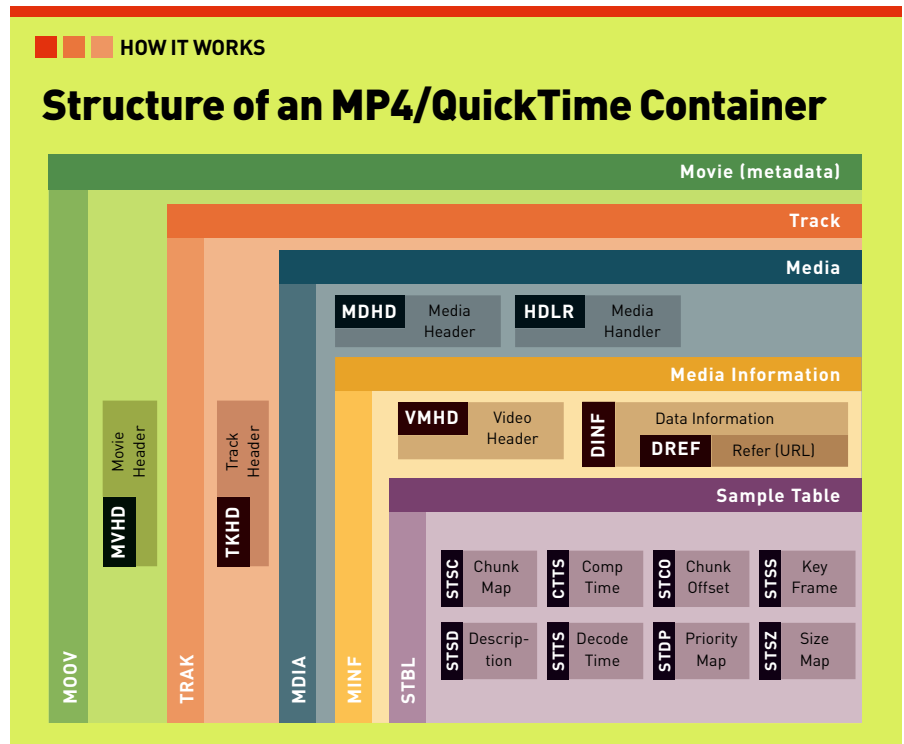 HOW IT WORKS
Structure of an MP4/QuickTime Container
Movie (metadata)
Track
Media
MDHD
Media
Header
HDLR
Media
Handler
Media Information
VMHD
Video
Header
DINF
Data Information
DREF
Refer (URL)
Movie
Header
MVHD
Track
Header
TKHD
Sample Table
STSC
Chunk
Map
CTTS
Comp
Time
STCO
Chunk
Offset
STSS
Key
Frame
STSD
Descrip-
tion
STTS
Decode
Time
STDP
Priority
Map
STSZ
Size
Map
MOOV
TRAK
MDIA
MINF
STBL